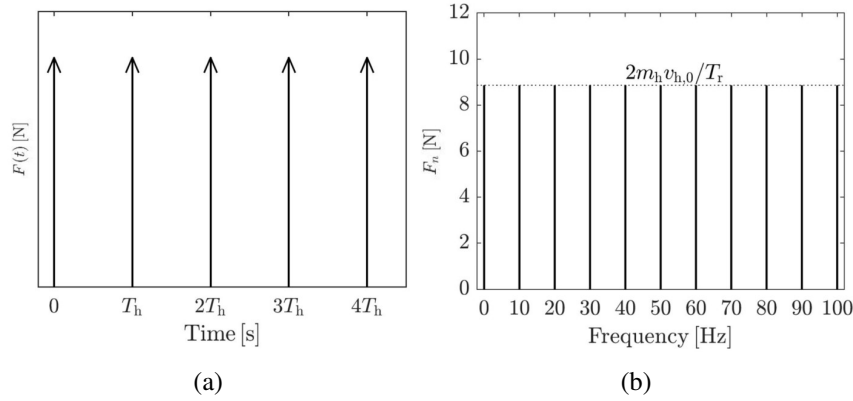 F(t) [N]
0 T_h 2T_h 3T_h 4T_h
Time [s]
(a)
12
10
8
6
4
2
0
F_n [N]
2m_h v_{h,0}/T_r
0 10 20 30 40 50 60 70 80 90 100
Frequency [Hz]
(b)